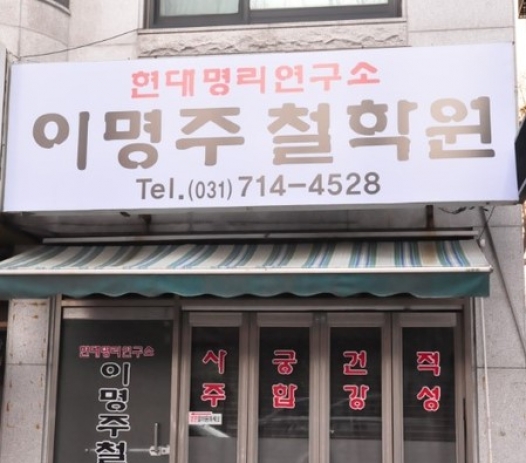 현대명리연구소
이명주 철학원
Tel.(031)714-4528
현대명리연구소
이명주철
사주
궁합
건강
적성